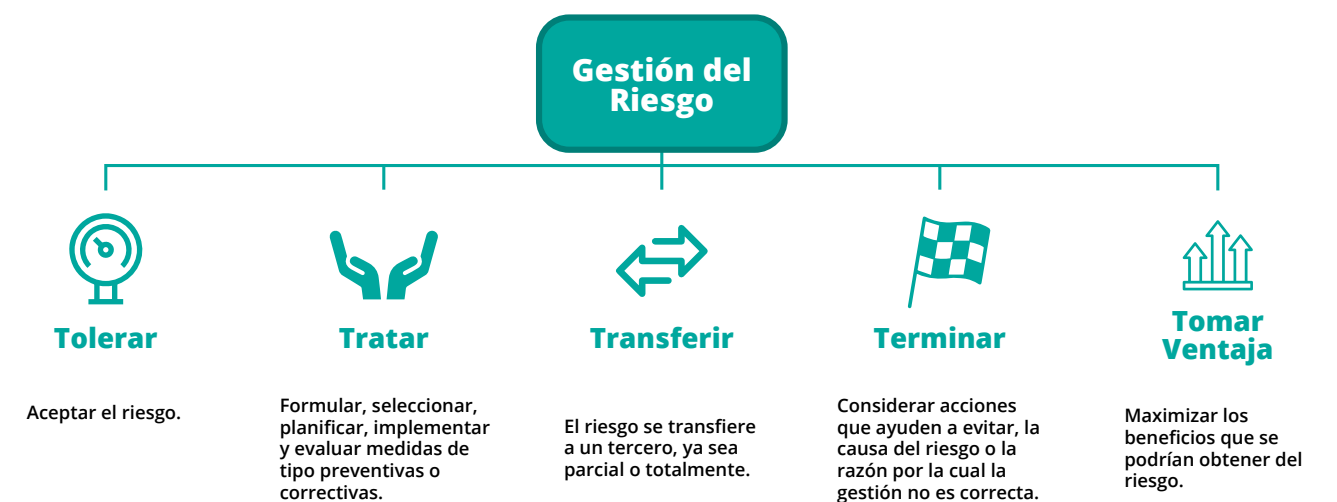 Gestión del
Riesgo
Tolerar
Aceptar el riesgo.
Tratar
Formular, seleccionar,
planificar, implementar
y evaluar medidas de
tipo preventivas o
correctivas.
Transferir
El riesgo se transfiere
a un tercero, ya sea
parcial o totalmente.
Terminar
Considerar acciones
que ayuden a evitar, la
causa del riesgo o la
razón por la cual la
gestión no es correcta.
Tomar
Ventaja
Maximizar los
beneficios que se
podrían obtener del
riesgo.